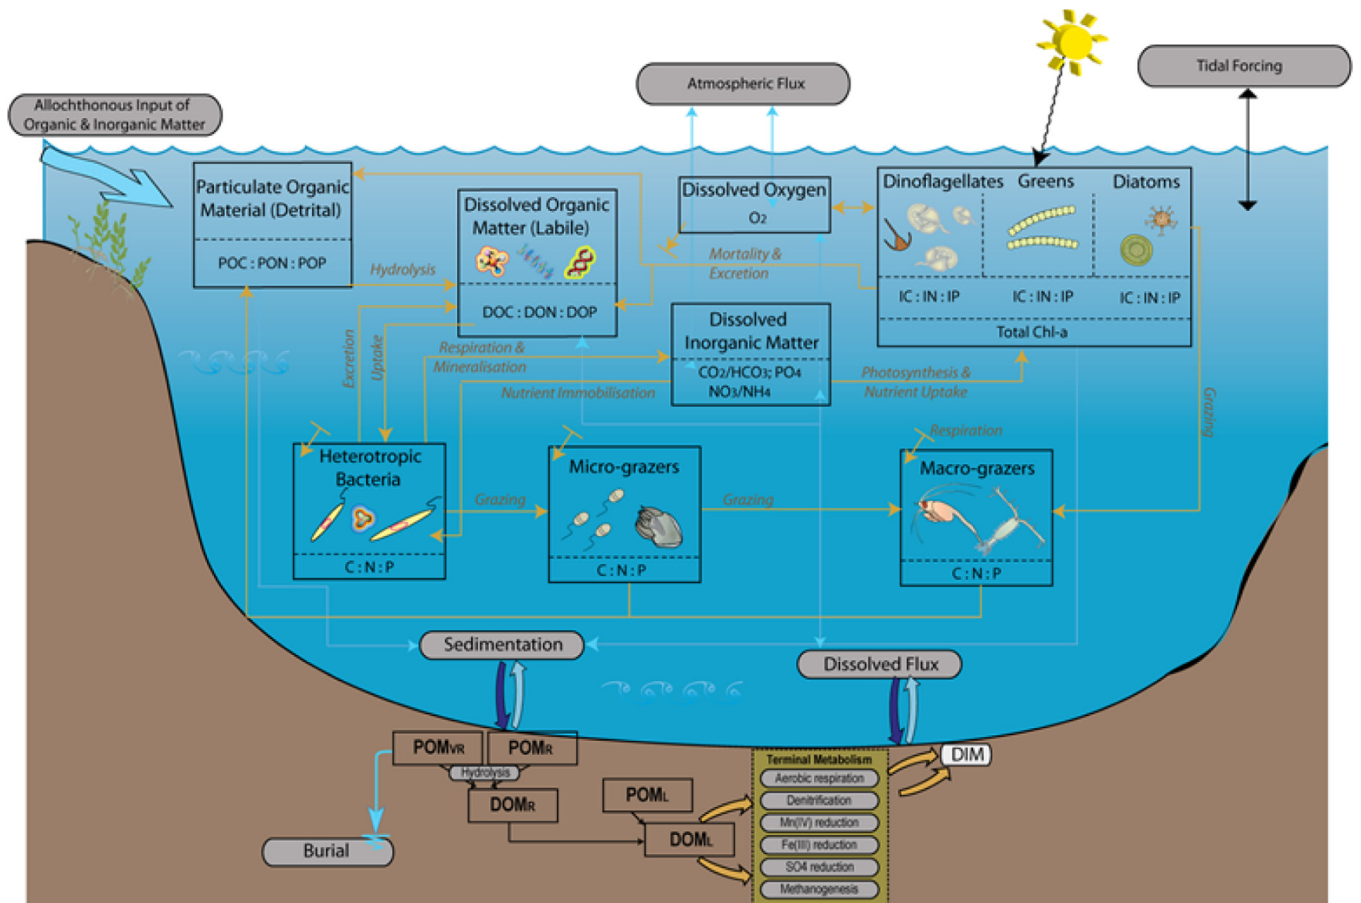 Tidal Forcing
Atmospheric Flux
Allochthonous Input of
Organic & Inorganic Matter
Particulate Organic
Material (Detrital)
POC : PON : POP
Dissolved Organic
Matter (Labile)
DOC : DON : DOP
Dissolved Oxygen
O2
Dinoflagellates
Greens
Diatoms
IC : IN : IP
IC : IN : IP
IC : IN : IP
Total Chl-a
Hydrolysis
Mortality &
Excretion
Dissolved
Inorganic Matter
CO2/HCO3; PO4
NO3/NH4
Excretion
Uptake
Respiration &
Mineralisation
Nutrient Immobilisation
Photosynthesis &
Nutrient Uptake
Grazing
Heterotropic
Bacteria
C : N : P
Grazing
Micro-grazers
C : N : P
Grazing
Respiration
Macro-grazers
C : N : P
Sedimentation
Dissolved Flux
POMVR
POMR
Hydrolysis
DOMR
POML
DOML
Burial
Terminal Metabolism
Aerobic respiration
Denitrification
Mn(IV) reduction
Fe(III) reduction
SO4 reduction
Methanogenesis
DIM